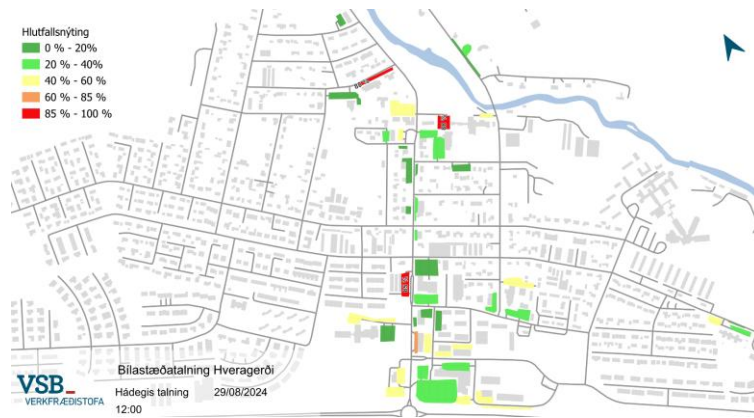 Hlutfallsnýting
0 % - 20%
20 % - 40%
40 % - 60 %
60 % - 85 %
85 % - 100 %
Bílastæðatalning Hveragerði
Hádegis talning 29/08/2024
12:00
VSB
VERKFRÆÐISTOFA